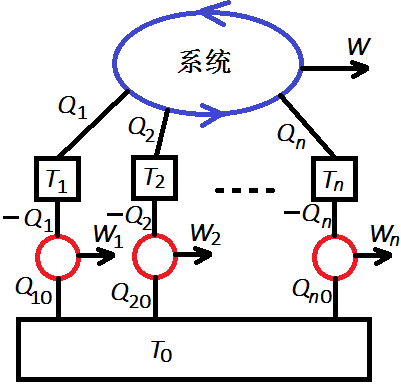 系统
W
Q1 Q2 Qn
T1 T2 Tn
−Q1 −Q2 −Qn
W1 W2 Wn
Q10 Q20 Qn0
T0